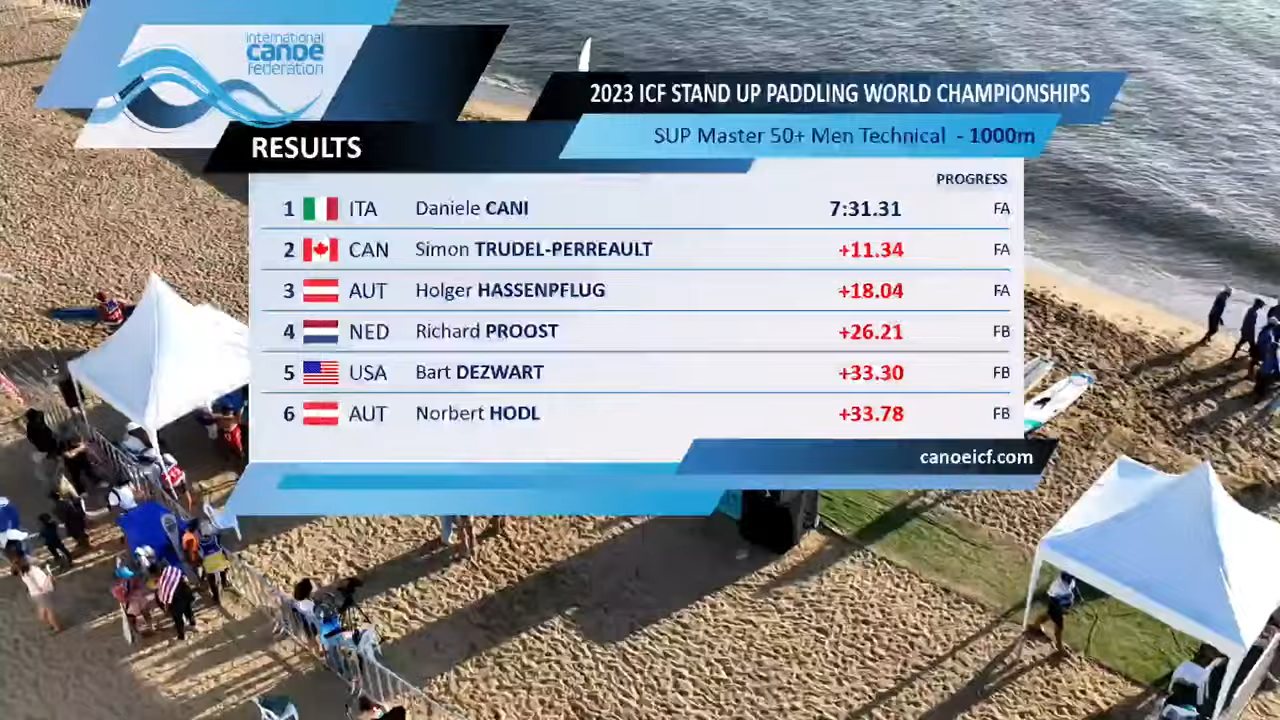 international
canoe
federation
2023 ICF STAND UP PADDLING WORLD CHAMPIONSHIPS
SUP Master 50+ Men Technical - 1000m
RESULTS
PROGRESS
1 ITA Daniele CANI 7:31.31 FA
2 CAN Simon TRUDEL-PERREAULT +11.34 FA
3 AUT Holger HASSENPFLUG +18.04 FA
4 NED Richard PROOST +26.21 FB
5 USA Bart DEZWART +33.30 FB
6 AUT Norbert HODL +33.78 FB
canoeicf.com